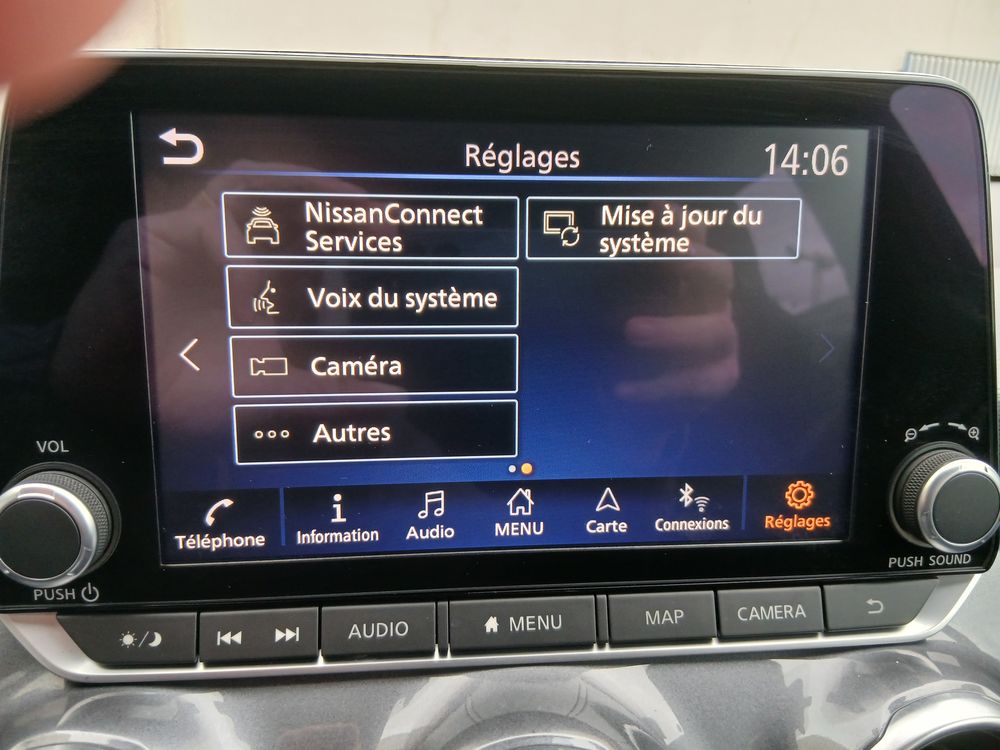 Réglages
14:06
NissanConnect
Services
Mise à jour du
système
Voix du système
Caméra
Autres
VOL
Téléphone
Information
Audio
MENU
Carte
Connexions
Réglages
PUSH
PUSH SOUND
AUDIO
MENU
MAP
CAMERA